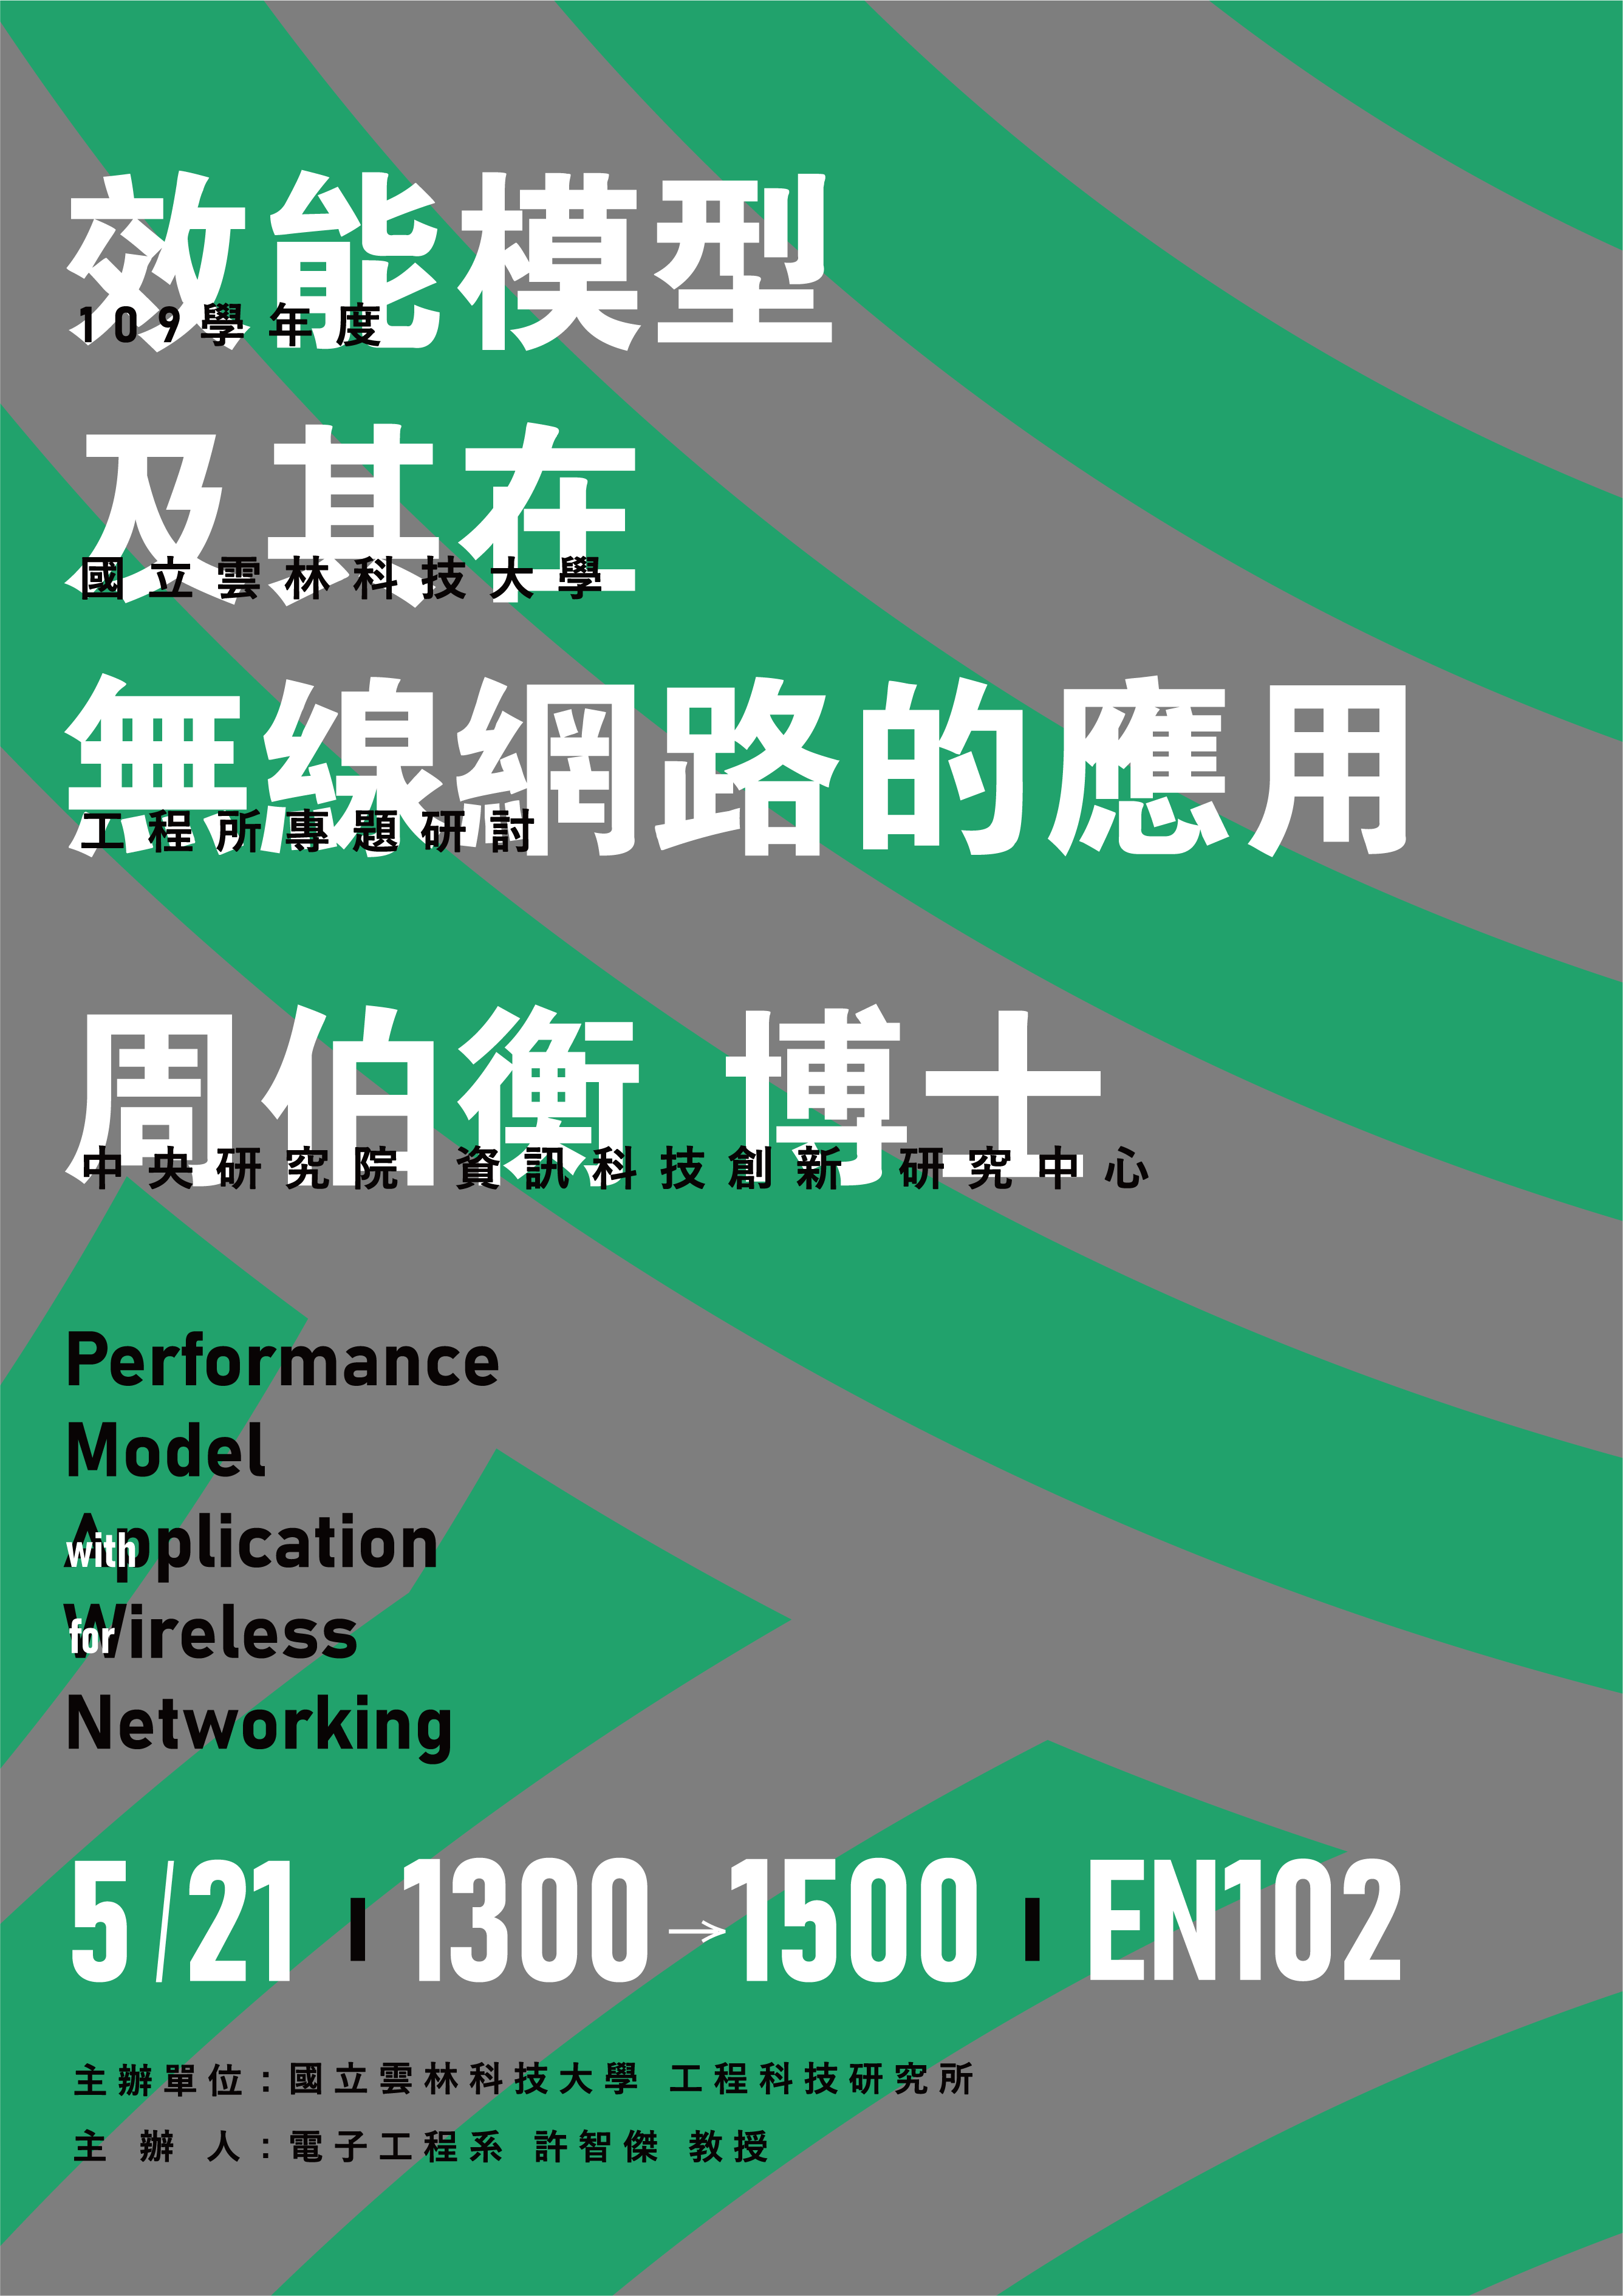 效能模型
109學年度
及其在
國立雲林科技大學
無線網路的應用
工程所專題研討
周伯衡 博士
中央研究院 資訊科技創新 研究中心
Performance
Model
Application
with
Wireless
for
Networking
5/21 I 1300→1500 I EN102
主辦單位：國立雲林科技大學 工程科技研究所
主辦人：電子工程系 許智傑 教授